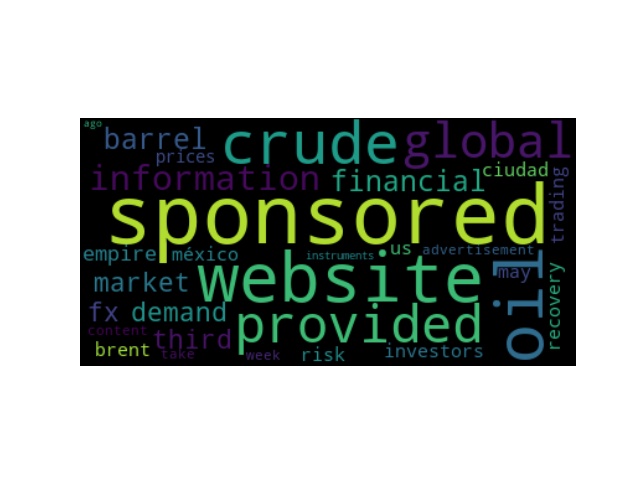 ago
barrel
crude
global
prices
information
financial
ciudad
trading
sponsored
empire
méxico
instruments
us
advertisement
market
website
oil
may
fx
demand
provided
recovery
content
third
brent
take
week
risk
investors